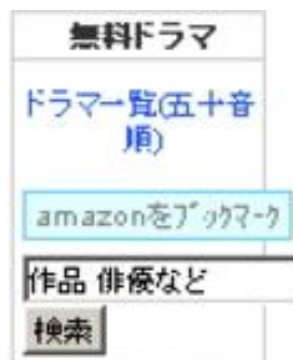 無料ドラマ
ドラマ一覧(五十音
順)
amazonをﾌﾞｯｸﾏｰｸ
作品 俳優など
検索